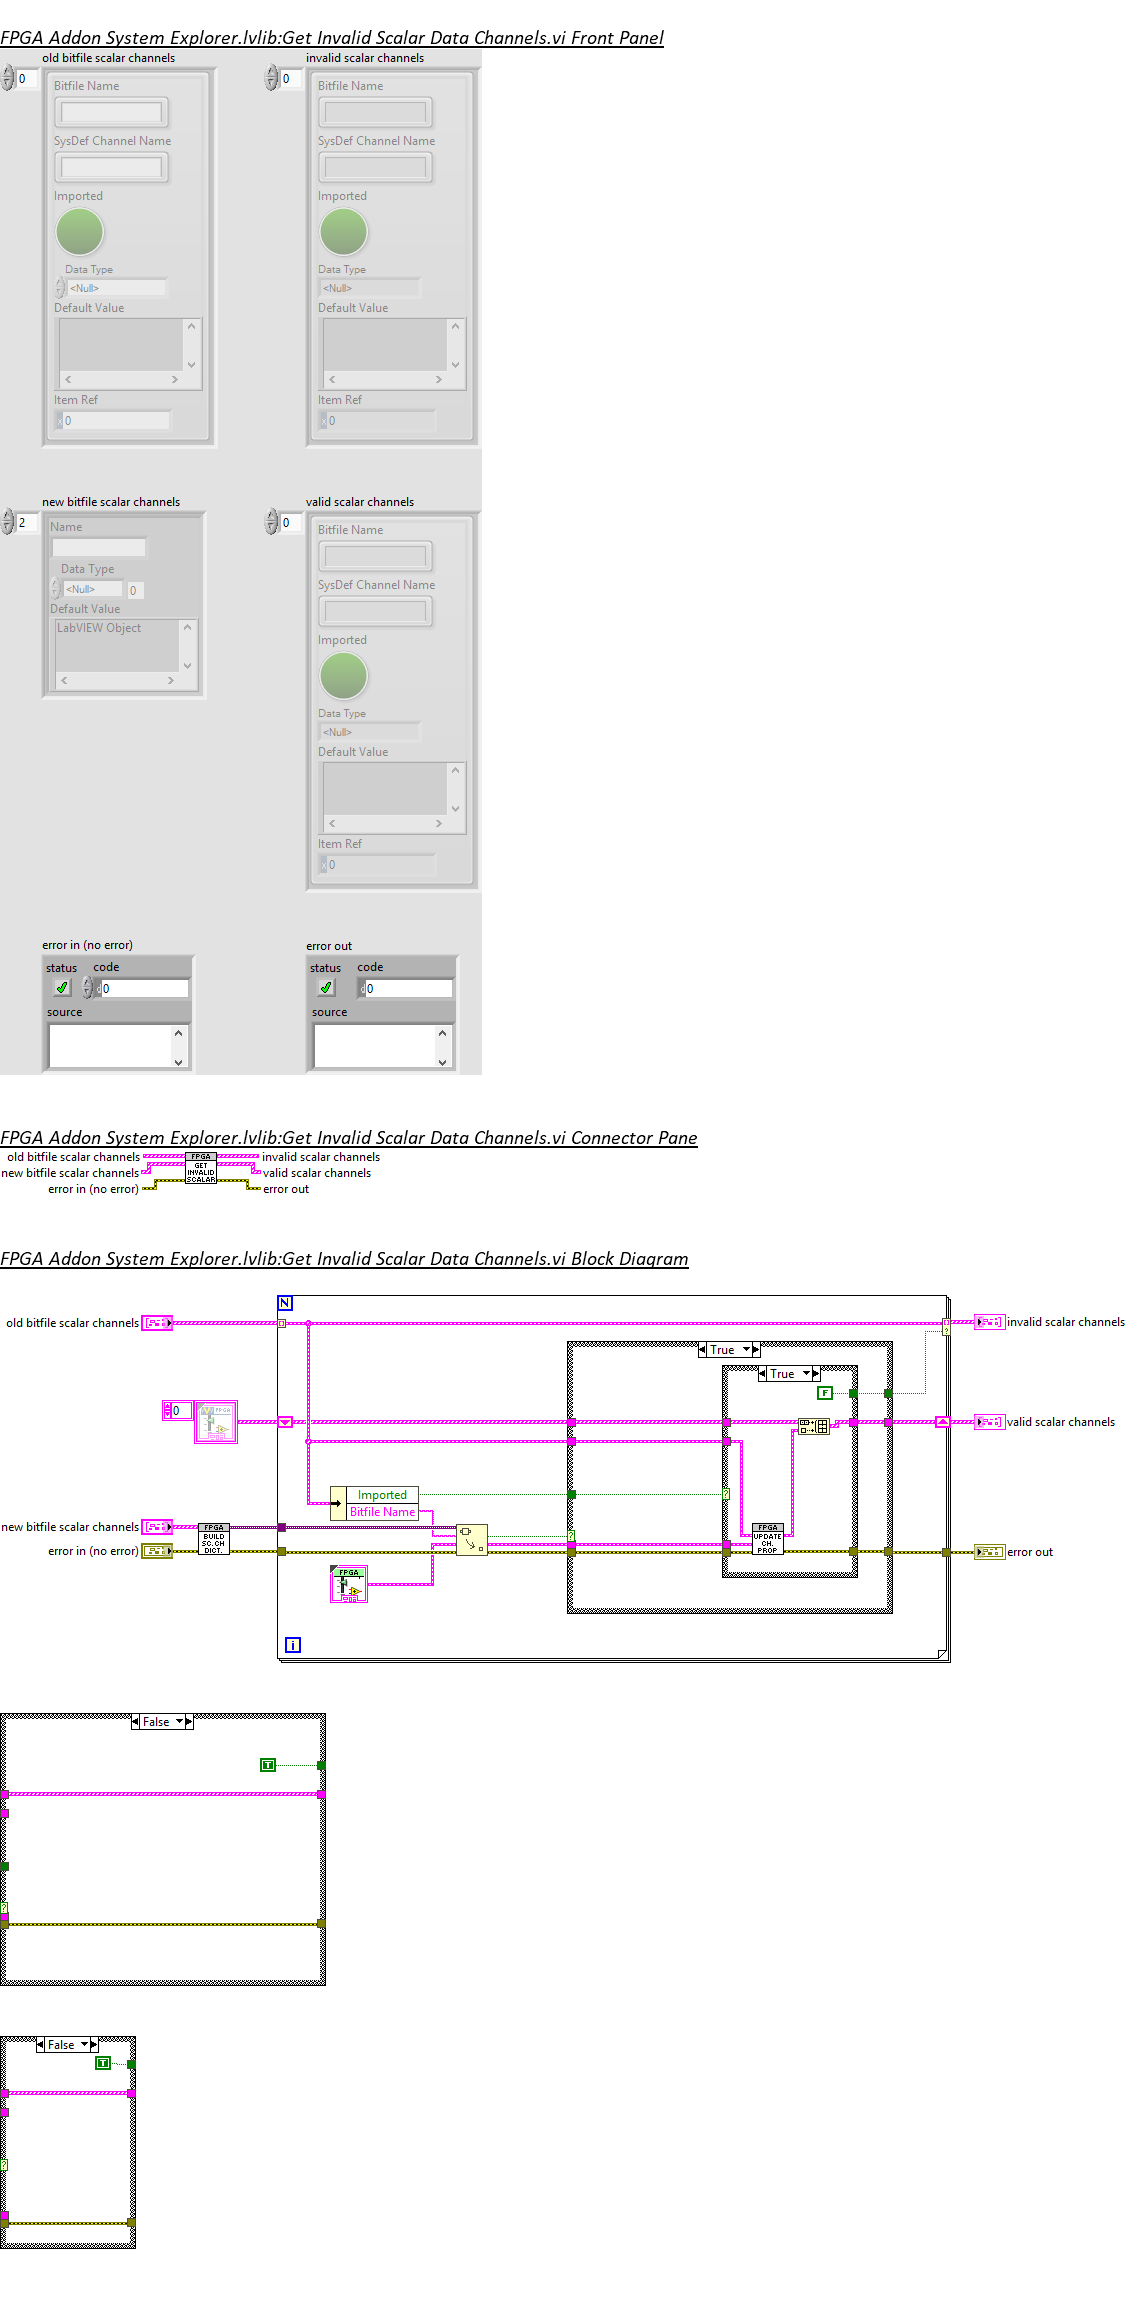 FPGA Addon System Explorer.lvlib:Get Invalid Scalar Data Channels.vi Front Panel
old bitfile scalar channels
0
Bitfile Name
SysDef Channel Name
Imported
Data Type
<Null>
Default Value
Item Ref
x 0
invalid scalar channels
0
Bitfile Name
SysDef Channel Name
Imported
Data Type
<Null>
Default Value
Item Ref
x 0
new bitfile scalar channels
2
Name
Data Type
<Null> 0
Default Value
LabVIEW Object
valid scalar channels
0
Bitfile Name
SysDef Channel Name
Imported
Data Type
<Null>
Default Value
Item Ref
x 0
error in (no error)
status code
d 0
source
error out
status code
d 0
source
FPGA Addon System Explorer.lvlib:Get Invalid Scalar Data Channels.vi Connector Pane
old bitfile scalar channels
new bitfile scalar channels
error in (no error)
FPGA
GET
INVALID
SCALAR
invalid scalar channels
valid scalar channels
error out
FPGA Addon System Explorer.lvlib:Get Invalid Scalar Data Channels.vi Block Diagram
N
old bitfile scalar channels
invalid scalar channels
True
True
F
0
FPGA
valid scalar channels
Imported
Bitfile Name
new bitfile scalar channels
FPGA
BUILD
SC.CH
DICT.
FPGA
UPDATE
CH.
PROP
error in (no error)
error out
FPGA
i
False
T
?
False
T
?